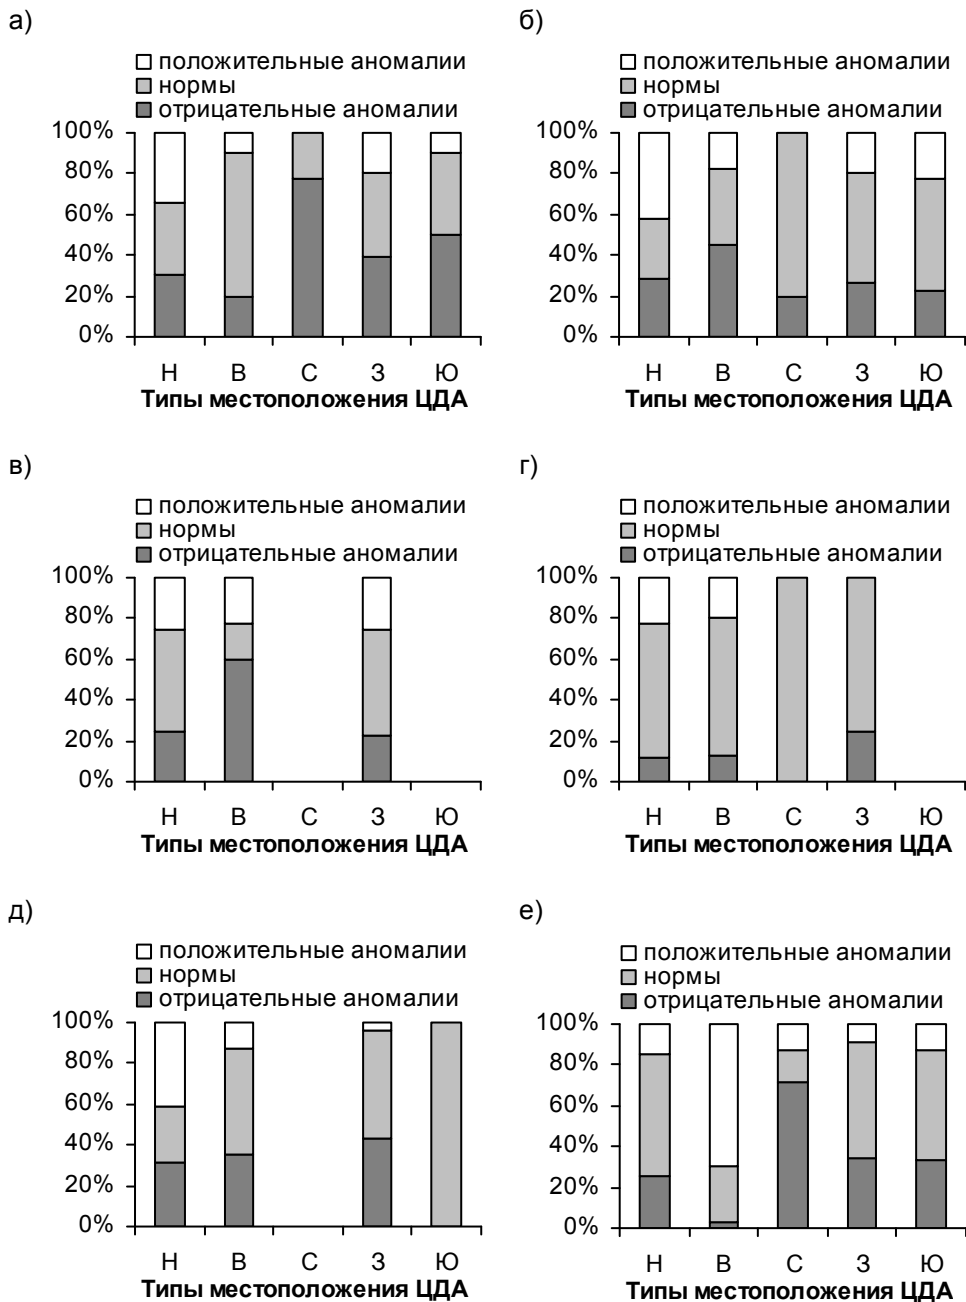 а)
положительные аномалии
нормы
отрицательные аномалии
100%
80%
60%
40%
20%
0%
Н В С З Ю
Типы местоположения ЦДА
б)
положительные аномалии
нормы
отрицательные аномалии
100%
80%
60%
40%
20%
0%
Н В С З Ю
Типы местоположения ЦДА
в)
положительные аномалии
нормы
отрицательные аномалии
100%
80%
60%
40%
20%
0%
Н В С З Ю
Типы местоположения ЦДА
г)
положительные аномалии
нормы
отрицательные аномалии
100%
80%
60%
40%
20%
0%
Н В С З Ю
Типы местоположения ЦДА
д)
положительные аномалии
нормы
отрицательные аномалии
100%
80%
60%
40%
20%
0%
Н В С З Ю
Типы местоположения ЦДА
е)
положительные аномалии
нормы
отрицательные аномалии
100%
80%
60%
40%
20%
0%
Н В С З Ю
Типы местоположения ЦДА